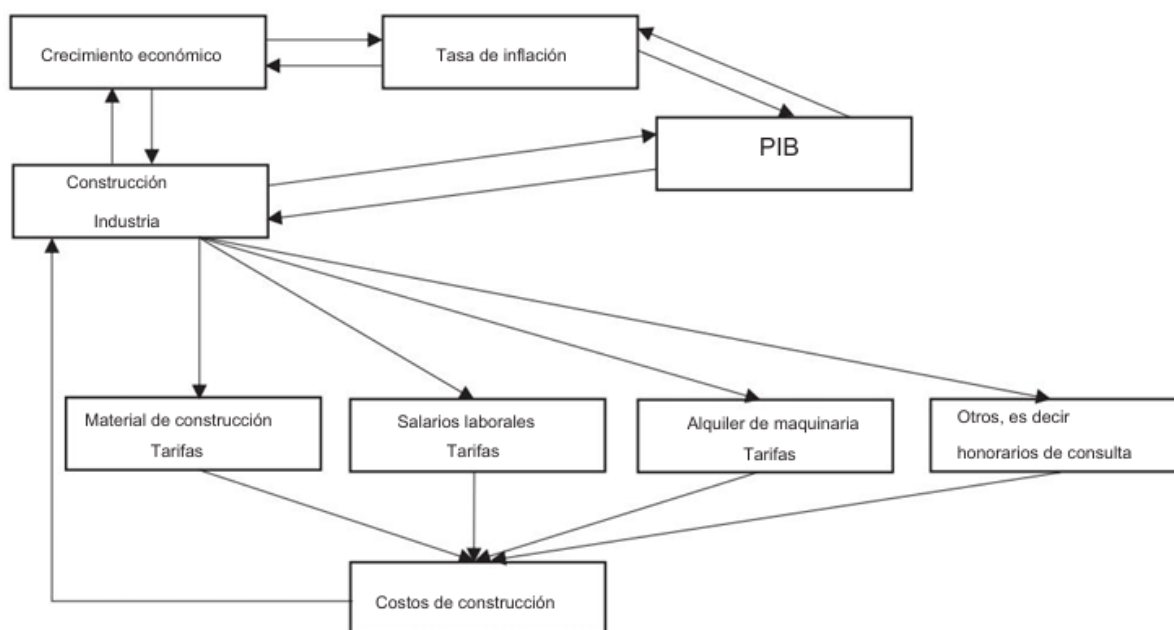 Crecimiento económico
Tasa de inflación
PIB
Construcción
Industria
Material de construcción
Tarifas
Salarios laborales
Tarifas
Alquiler de maquinaria
Tarifas
Otros, es decir
honorarios de consulta
Costos de construcción